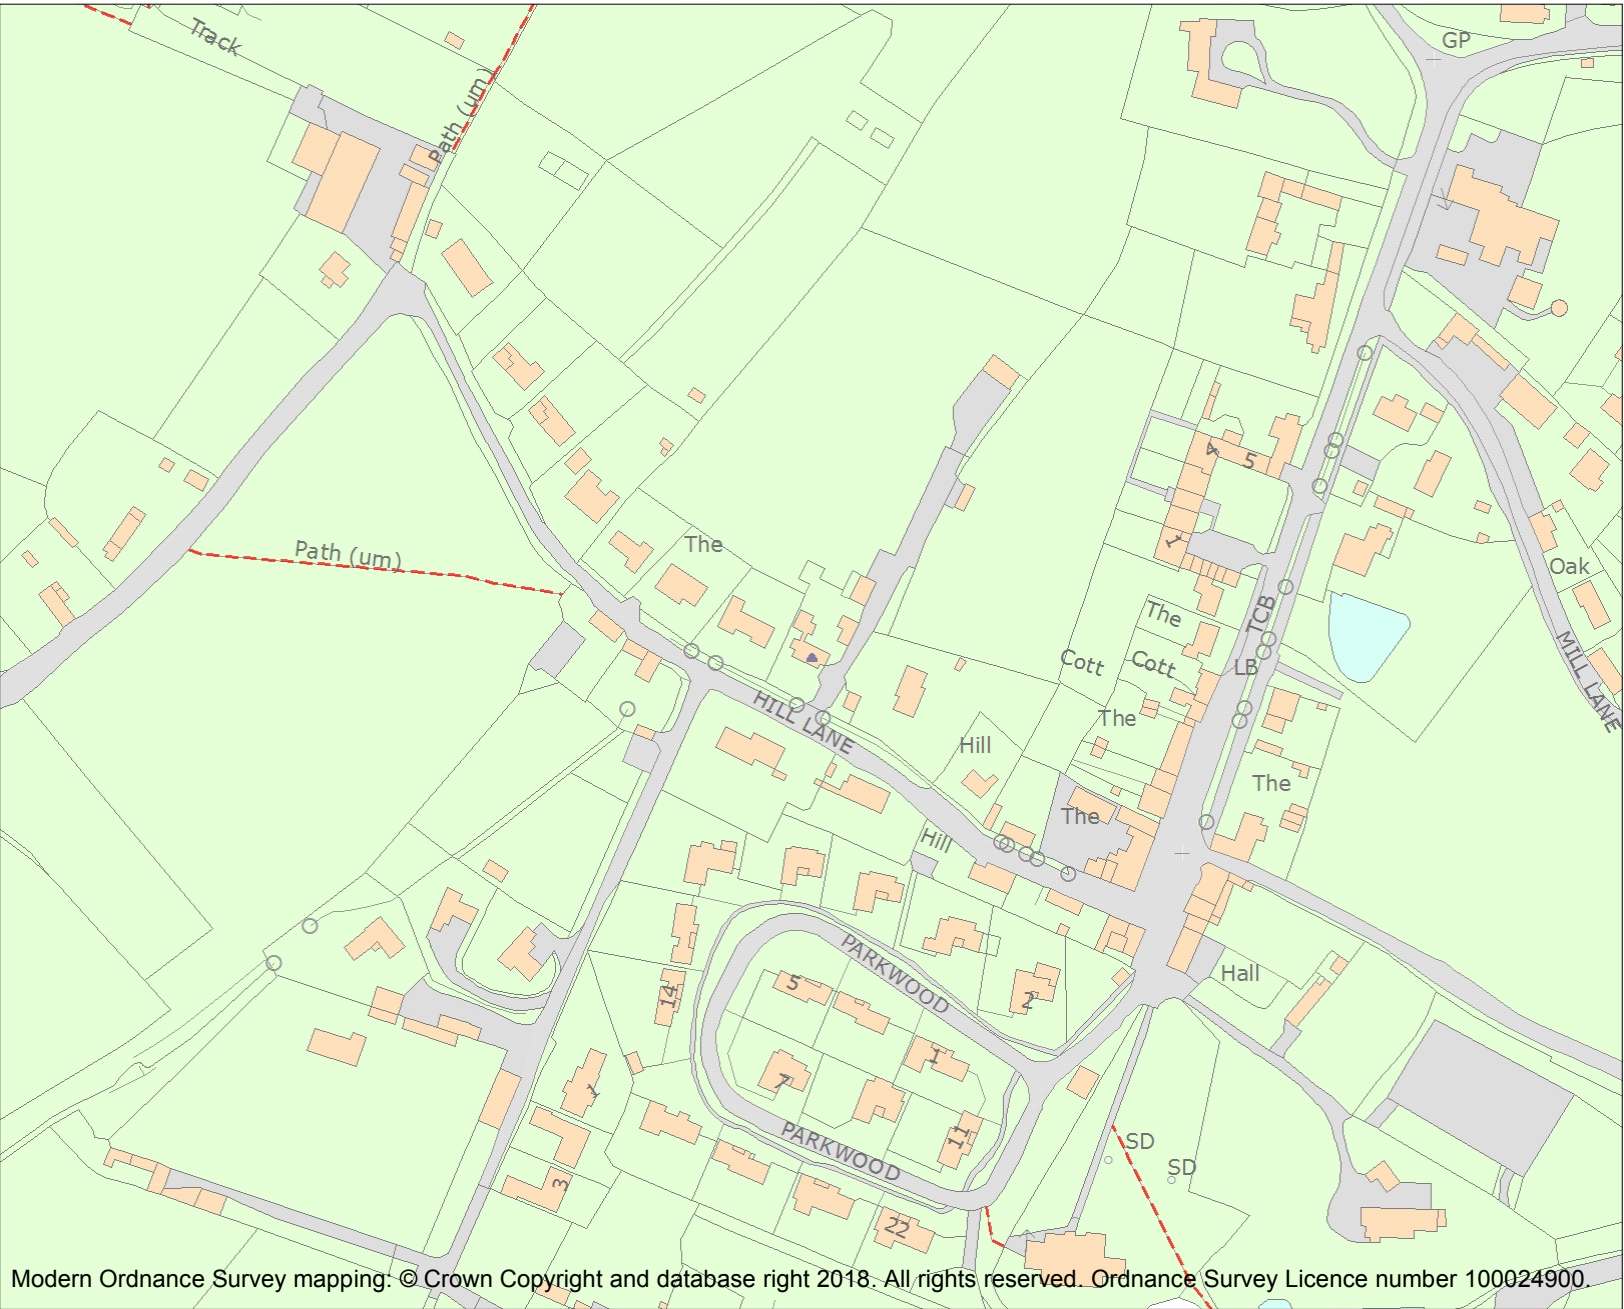 Track
GP
Path (um)
4
5
1
The
Path (um)
Oak
The
TCB
Cott
Cott
LB
MILL LANE
HILL LANE
The
Hill
The
The
Hill
PARKWOOD
Hall
5
14
2
1
7
1
PARKWOOD
11
SD
SD
3
22
Modern Ordnance Survey mapping: © Crown Copyright and database right 2018. All rights reserved. Ordnance Survey Licence number 100024900.